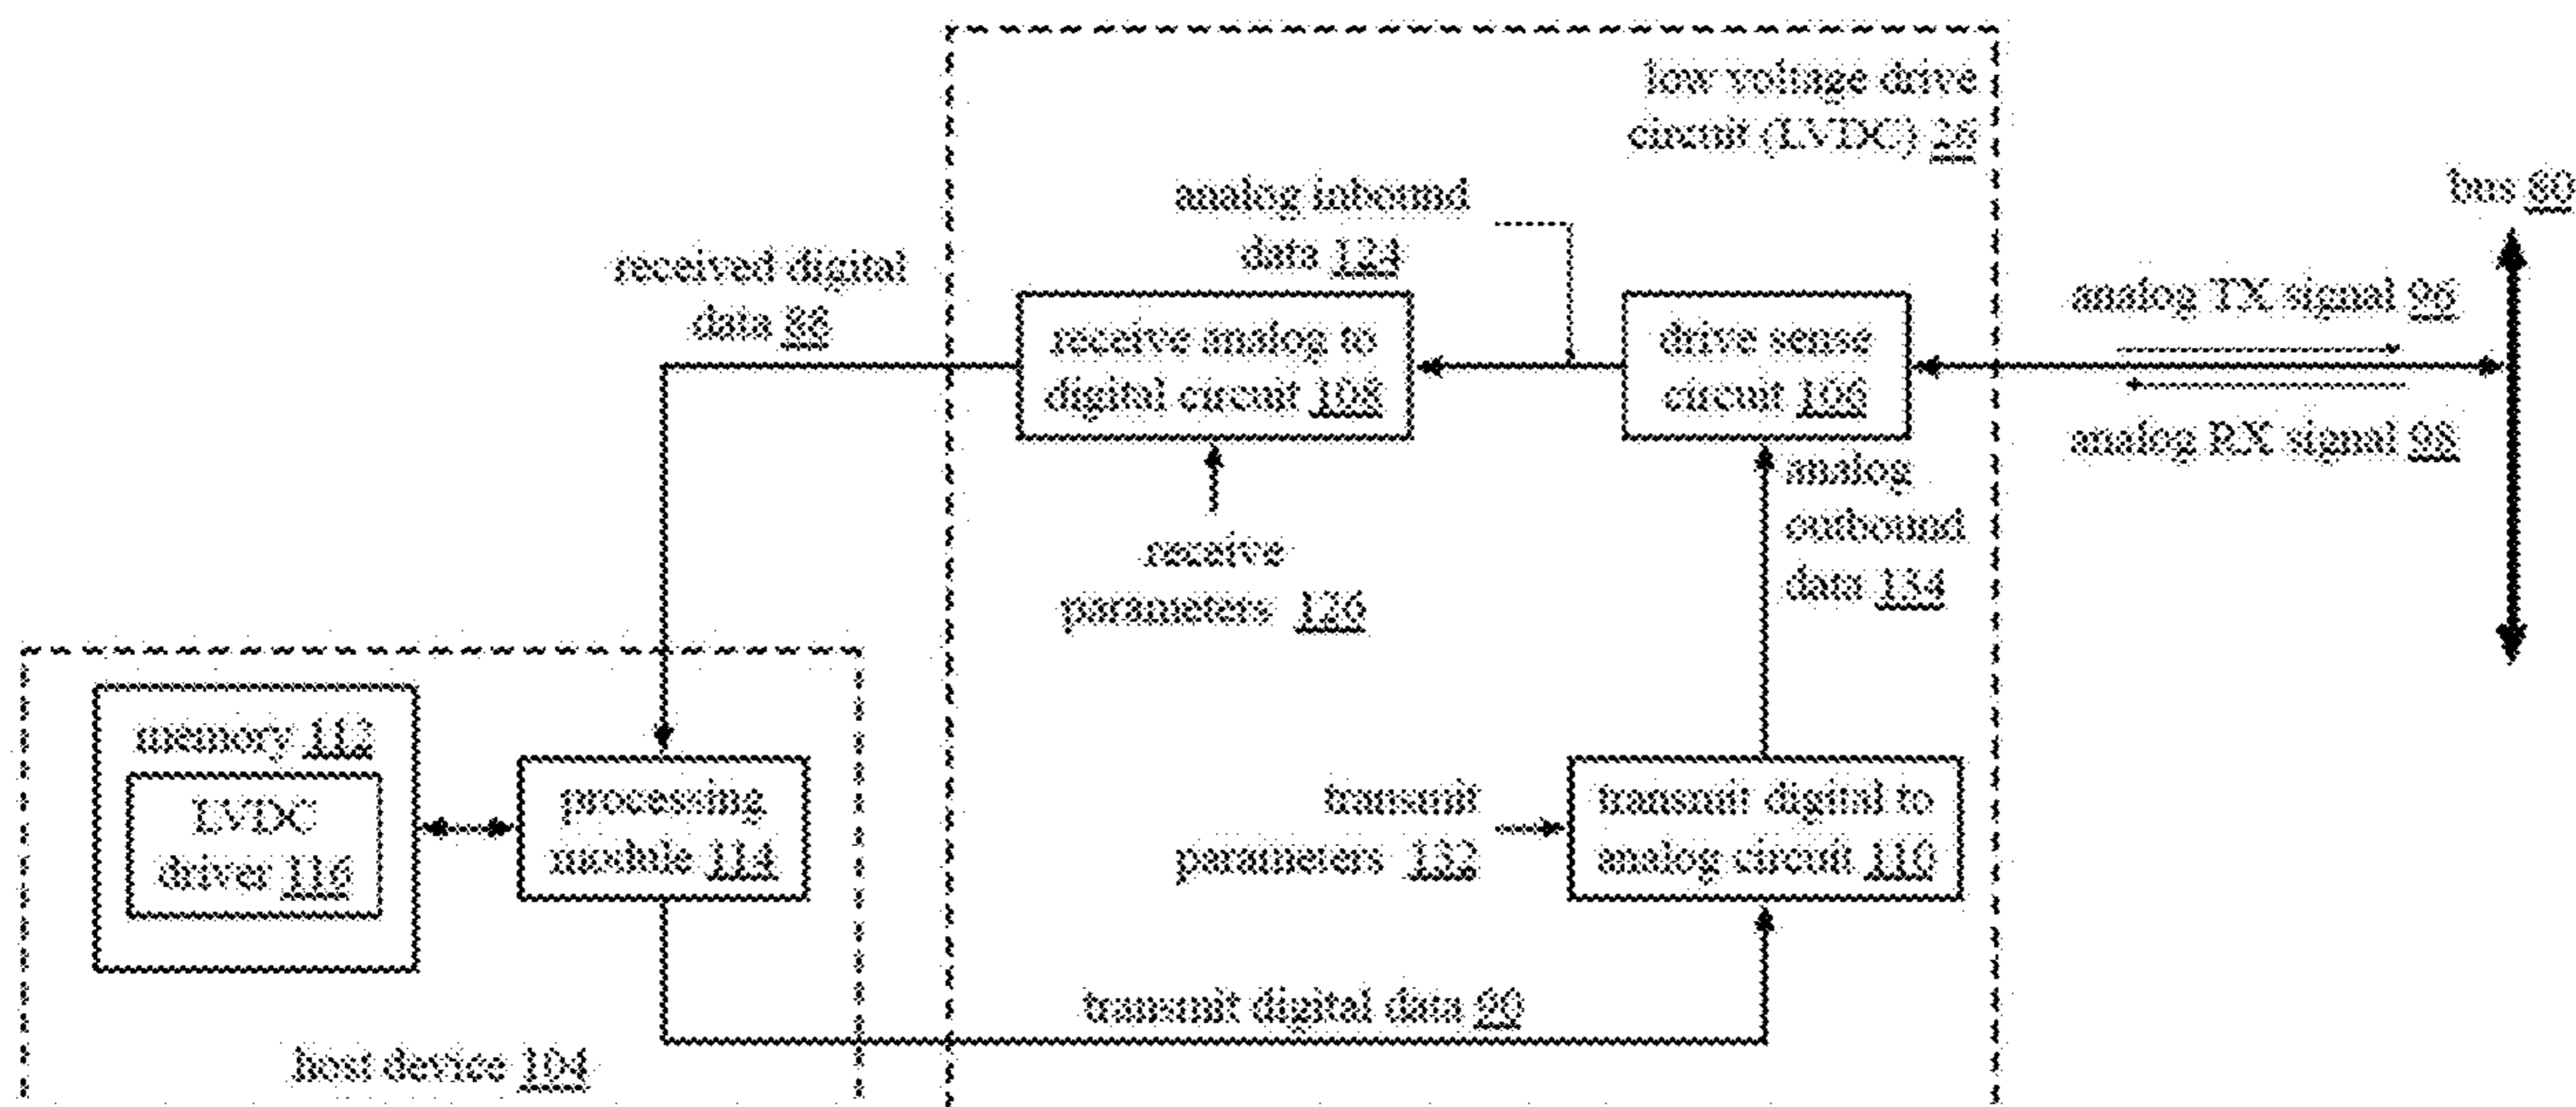 low voltage drive
circuit (LVDC) 26
bus 60
analog inbound
data 124
received digital
data 86
analog TX signal 96
receive analog to
digital circuit 108
drive sense
circuit 106
analog RX signal 98
analog
outbound
data 134
receive
parameters 126
memory 112
LVDC
driver 116
processing
module 114
transmit
parameters 132
transmit digital to
analog circuit 110
transmit digital data 90
host device 104